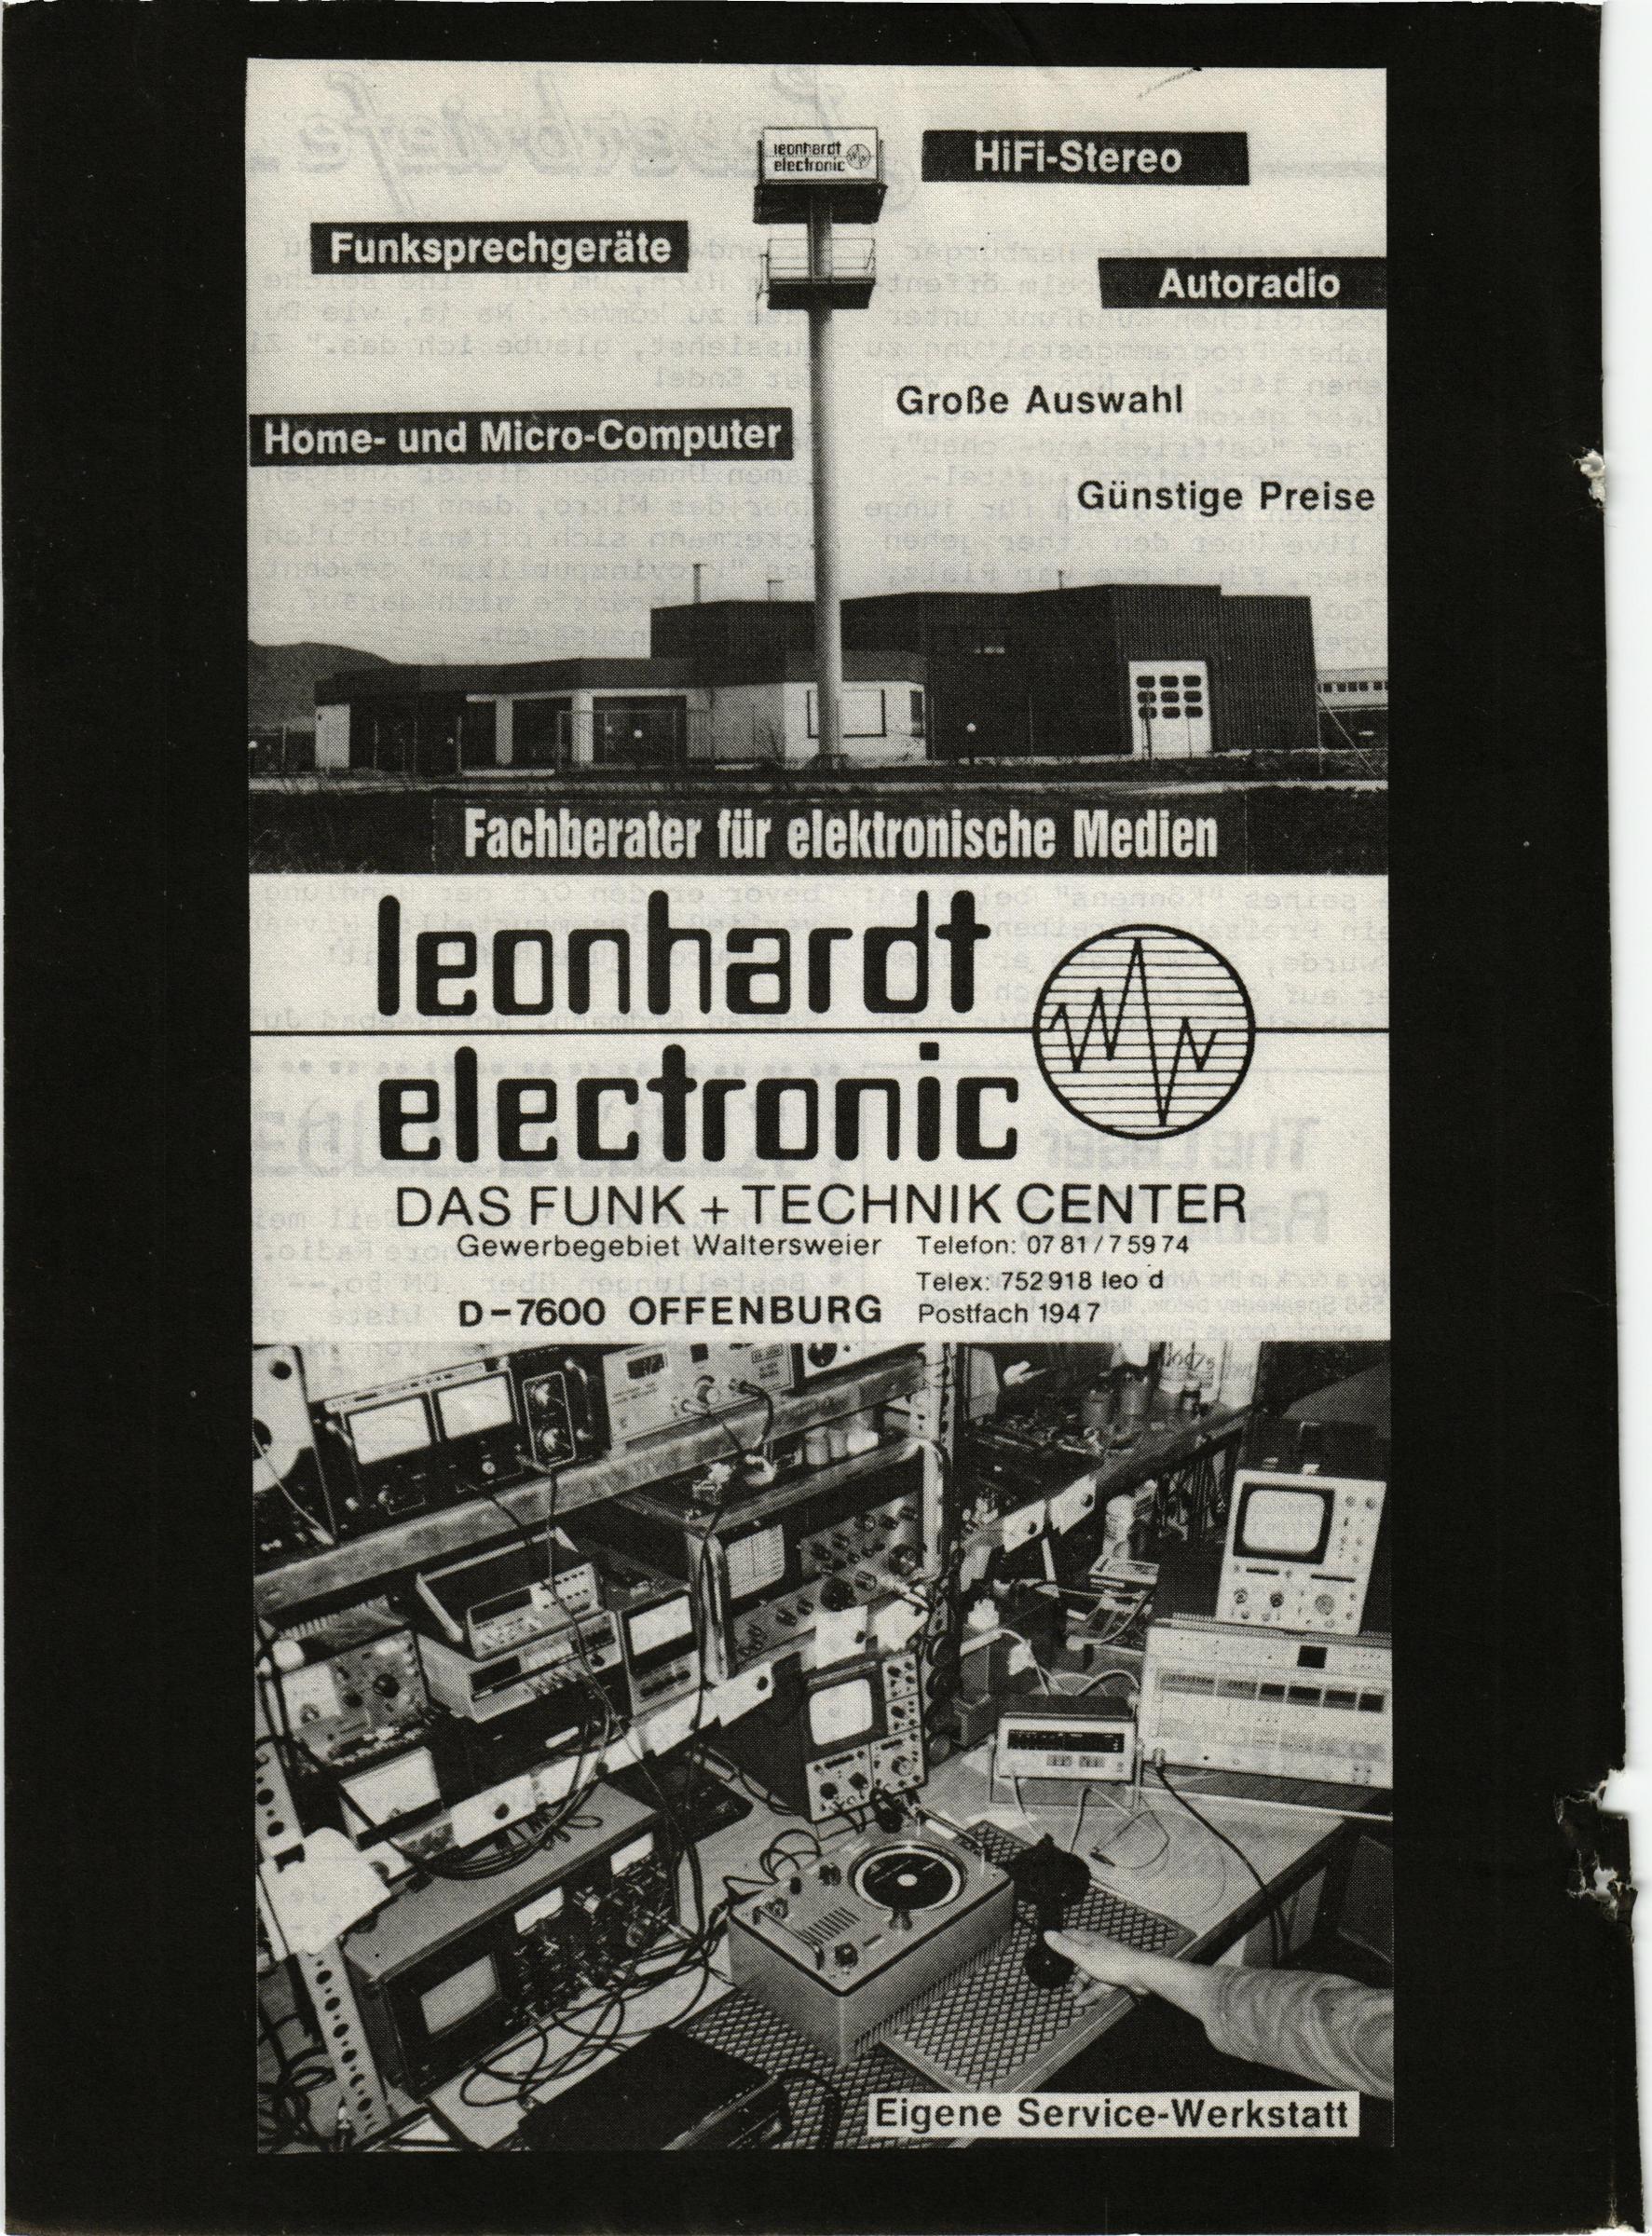 leonhardt
electronic
HiFi-Stereo
Funksprechgeräte
Autoradio
Große Auswahl
Home- und Micro-Computer
Günstige Preise
Fachberater für elektronische Medien
leonhardt
electronic
DAS FUNK + TECHNIK CENTER
Gewerbegebiet Waltersweier Telefon: 0781/75974
Telex: 752918 leo d
D-7600 OFFENBURG Postfach 1947
Eigene Service-Werkstatt